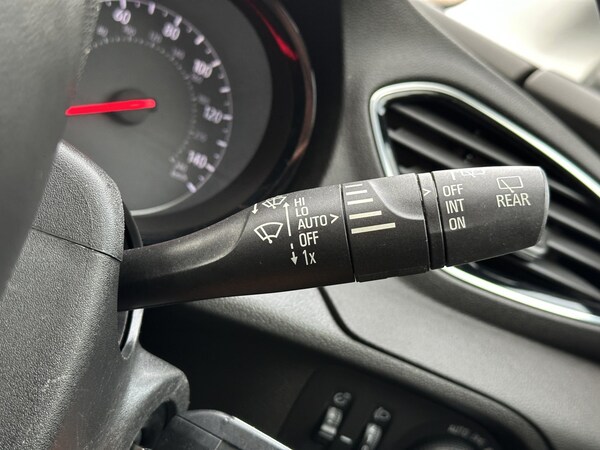 60
80
100
120
140
HI
LO
AUTO >
OFF
1x
>
OFF
INT
ON
REAR